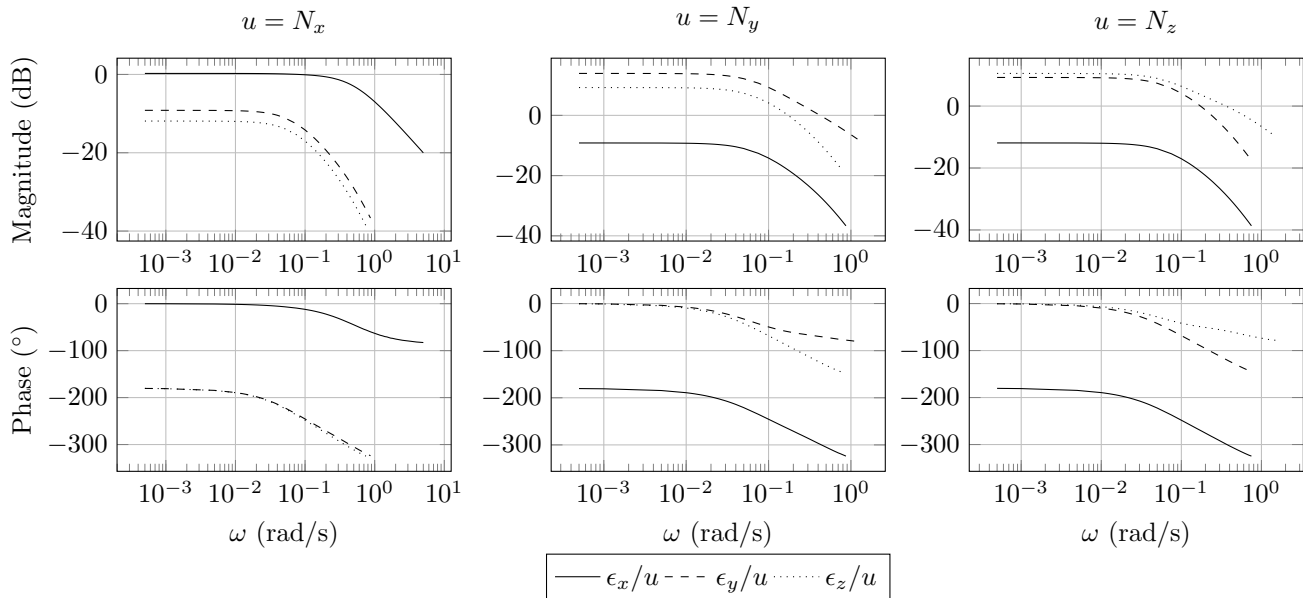 u = N_x
u = N_y
u = N_z
Magnitude (dB)
0
−20
−40
10^−3 10^−2 10^−1 10^0 10^1
0
−20
−40
10^−3 10^−2 10^−1 10^0
0
−20
−40
10^−3 10^−2 10^−1 10^0
Phase (°)
0
−100
−200
−300
10^−3 10^−2 10^−1 10^0 10^1
ω (rad/s)
0
−100
−200
−300
10^−3 10^−2 10^−1 10^0
ω (rad/s)
0
−100
−200
−300
10^−3 10^−2 10^−1 10^0
ω (rad/s)
ϵ_x/u ϵ_y/u ϵ_z/u